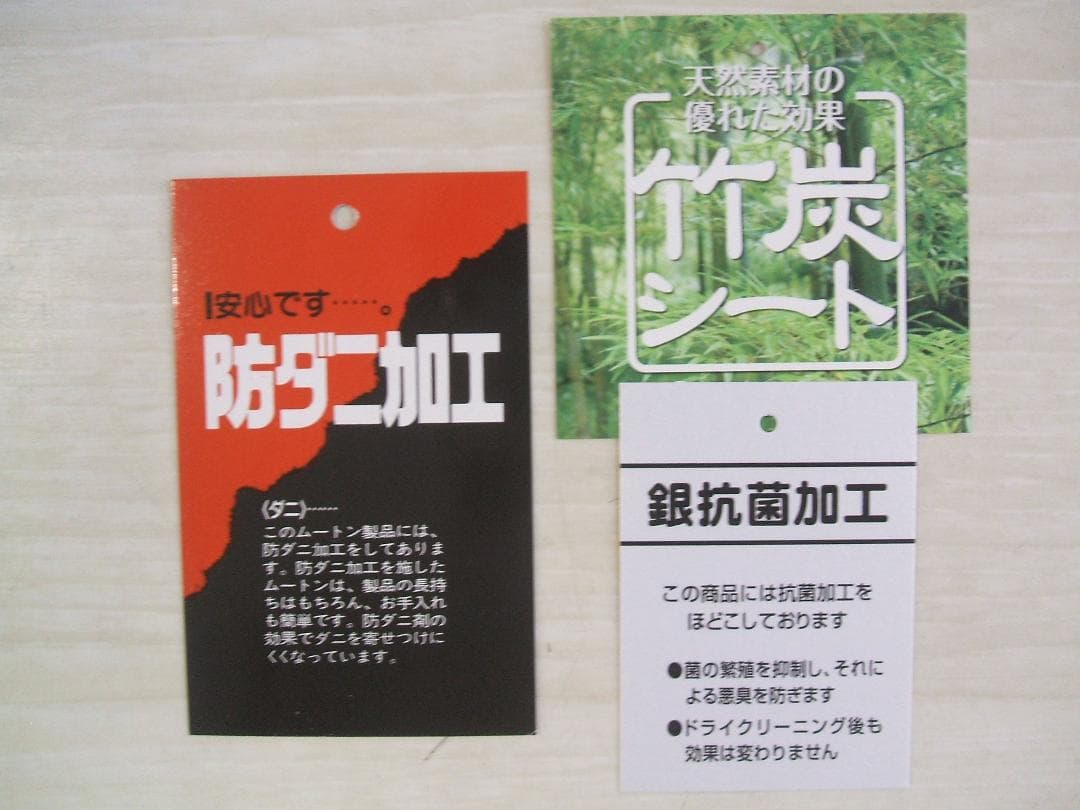 安心です……。
防ダニ加工
〈ダニ〉……
このムートン製品には、
防ダニ加工をしてありま
す。防ダニ加工を施した
ムートンは、製品の長持
ちはもちろん、お手入れ
も簡単です。防ダニ剤の
効果でダニを寄せつけに
くくなっています。
天然素材の
優れた効果
竹炭
シート
銀抗菌加工
この商品には抗菌加工を
ほどこしております
●菌の繁殖を抑制し、それに
よる悪臭を防ぎます
●ドライクリーニング後も
効果は変わりません